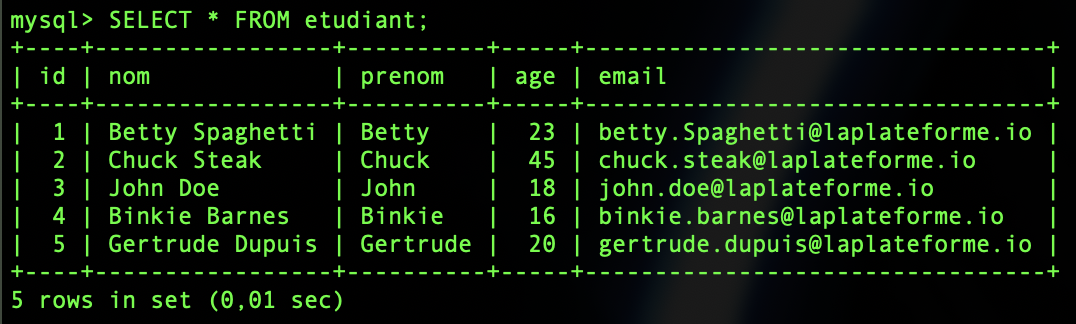 mysql> SELECT * FROM etudiant;
+----+-----------------+----------+-----+---------------------------------+
| id | nom             | prenom   | age | email                           |
+----+-----------------+----------+-----+---------------------------------+
|  1 | Betty Spaghetti | Betty    |  23 | betty.Spaghetti@laplateforme.io |
|  2 | Chuck Steak     | Chuck    |  45 | chuck.steak@laplateforme.io     |
|  3 | John Doe        | John     |  18 | john.doe@laplateforme.io        |
|  4 | Binkie Barnes   | Binkie   |  16 | binkie.barnes@laplateforme.io   |
|  5 | Gertrude Dupuis | Gertrude |  20 | gertrude.dupuis@laplateforme.io |
+----+-----------------+----------+-----+---------------------------------+
5 rows in set (0,01 sec)